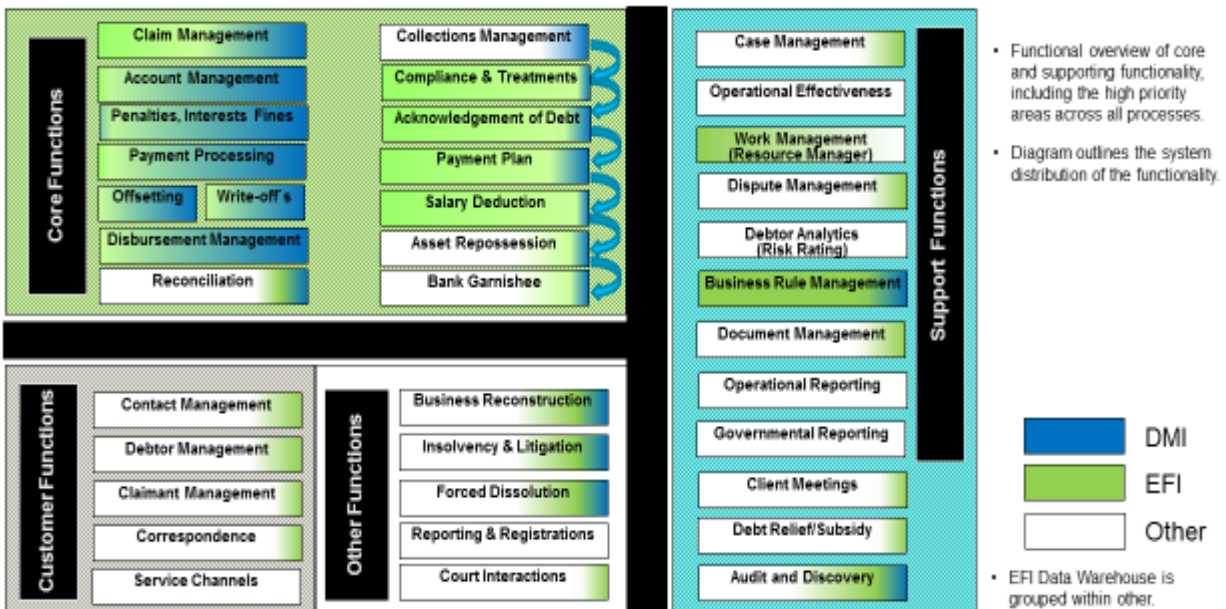 Core Functions
Claim Management
Account Management
Penalties, Interests Fines
Payment Processing
Offsetting
Write-off´s
Disbursement Management
Reconciliation
Collections Management
Compliance & Treatments
Acknowledgement of Debt
Payment Plan
Salary Deduction
Asset Repossession
Bank Garnishee
Customer Functions
Contact Management
Debtor Management
Claimant Management
Correspondence
Service Channels
Other Functions
Business Reconstruction
Insolvency & Litigation
Forced Dissolution
Reporting & Registrations
Court Interactions
Support Functions
Case Management
Operational Effectiveness
Work Management
(Resource Manager)
Dispute Management
Debtor Analytics
(Risk Rating)
Business Rule Management
Document Management
Operational Reporting
Governmental Reporting
Client Meetings
Debt Relief/Subsidy
Audit and Discovery
• Functional overview of core
and supporting functionality,
including the high priority
areas across all processes.
• Diagram outlines the system
distribution of the functionality.
DMI
EFI
Other
• EFI Data Warehouse is
grouped within other.